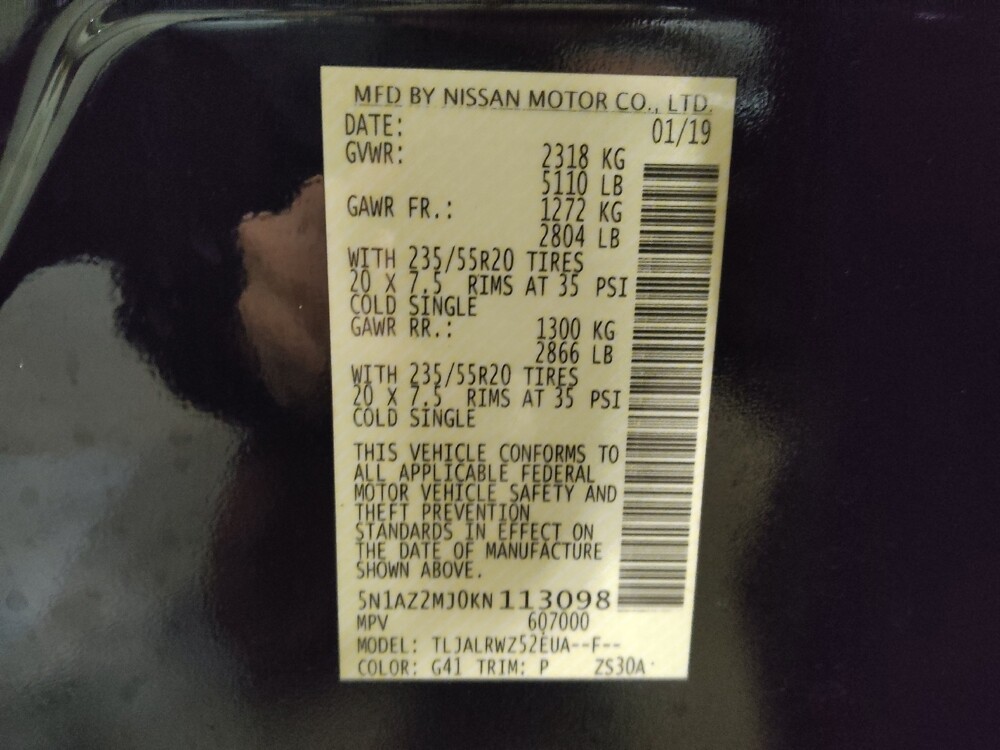 MFD BY NISSAN MOTOR CO., LTD.
DATE: 01/19
GVWR: 2318 KG
5110 LB
GAWR FR.: 1272 KG
2804 LB
WITH 235/55R20 TIRES
20 X 7.5 RIMS AT 35 PSI
COLD SINGLE
GAWR RR.: 1300 KG
2866 LB
WITH 235/55R20 TIRES
20 X 7.5 RIMS AT 35 PSI
COLD SINGLE
THIS VEHICLE CONFORMS TO
ALL APPLICABLE FEDERAL
MOTOR VEHICLE SAFETY AND
THEFT PREVENTION
STANDARDS IN EFFECT ON
THE DATE OF MANUFACTURE
SHOWN ABOVE.
5N1AZ2MJ0KN113098
MPV 607000
MODEL: TLJALRWZ52EUA--F--
COLOR: G41 TRIM: P ZS30A